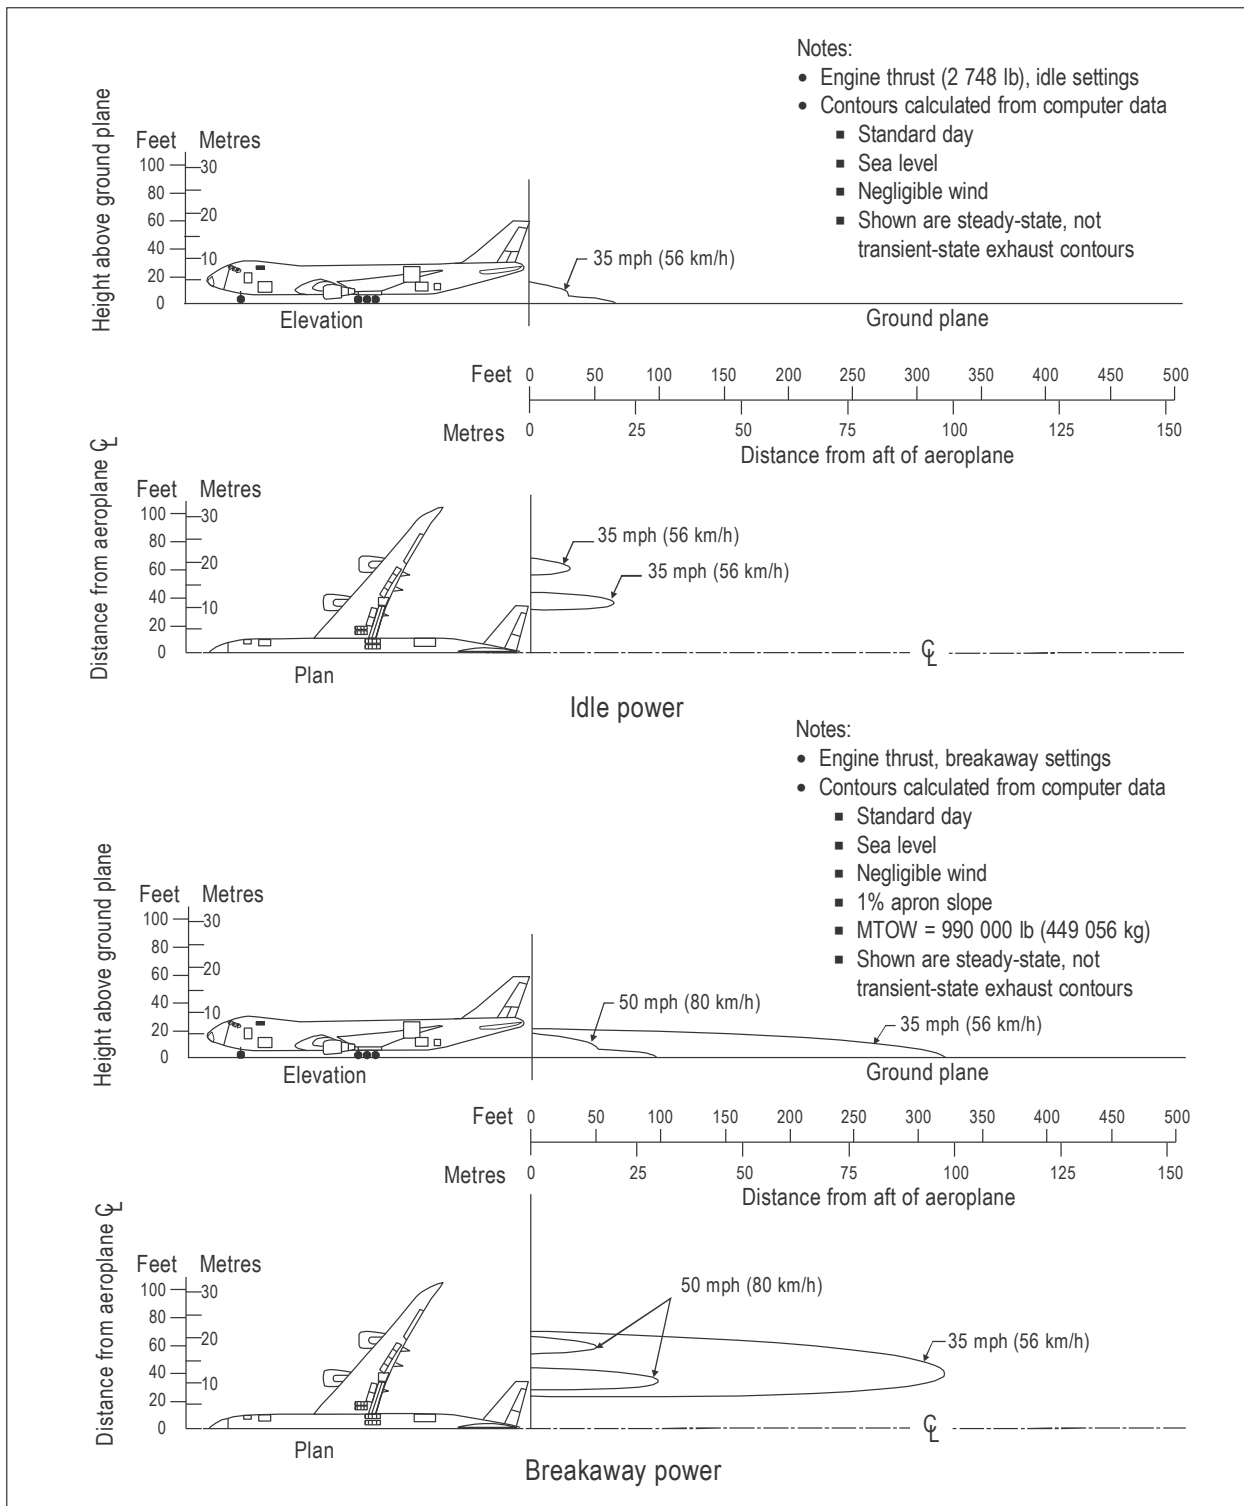 Notes:
• Engine thrust (2 748 lb), idle settings
• Contours calculated from computer data
■ Standard day
■ Sea level
■ Negligible wind
■ Shown are steady-state, not
transient-state exhaust contours
Height above ground plane
Feet Metres
100 30
80
60 20
40
20 10
0
35 mph (56 km/h)
Elevation
Ground plane
Feet 0 50 100 150 200 250 300 350 400 450 500
Metres 0 25 50 75 100 125 150
Distance from aft of aeroplane
Distance from aeroplane ℄
Feet Metres
100 30
80
60 20
40
20 10
0
35 mph (56 km/h)
35 mph (56 km/h)
℄
Plan
Idle power
Notes:
• Engine thrust, breakaway settings
• Contours calculated from computer data
■ Standard day
■ Sea level
■ Negligible wind
■ 1% apron slope
■ MTOW = 990 000 lb (449 056 kg)
■ Shown are steady-state, not
transient-state exhaust contours
Height above ground plane
Feet Metres
100 30
80
60 20
40
20 10
0
50 mph (80 km/h)
35 mph (56 km/h)
Elevation
Ground plane
Feet 0 50 100 150 200 250 300 350 400 450 500
Metres 0 25 50 75 100 125 150
Distance from aft of aeroplane
Distance from aeroplane ℄
Feet Metres
100 30
80
60 20
40
20 10
0
50 mph (80 km/h)
35 mph (56 km/h)
℄
Plan
Breakaway power